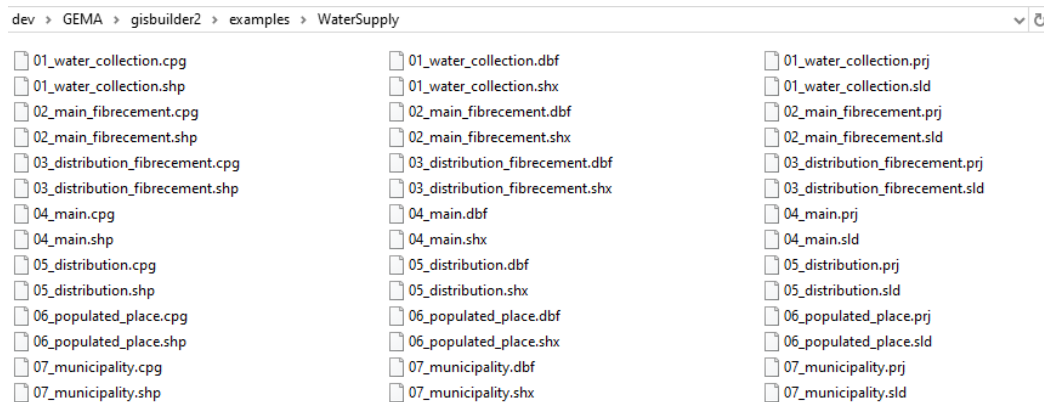 dev > GEMA > gisbuilder2 > examples > WaterSupply
01_water_collection.cpg 01_water_collection.dbf 01_water_collection.prj
01_water_collection.shp 01_water_collection.shx 01_water_collection.sld
02_main_fibrecement.cpg 02_main_fibrecement.dbf 02_main_fibrecement.prj
02_main_fibrecement.shp 02_main_fibrecement.shx 02_main_fibrecement.sld
03_distribution_fibrecement.cpg 03_distribution_fibrecement.dbf 03_distribution_fibrecement.prj
03_distribution_fibrecement.shp 03_distribution_fibrecement.shx 03_distribution_fibrecement.sld
04_main.cpg 04_main.dbf 04_main.prj
04_main.shp 04_main.shx 04_main.sld
05_distribution.cpg 05_distribution.dbf 05_distribution.prj
05_distribution.shp 05_distribution.shx 05_distribution.sld
06_populated_place.cpg 06_populated_place.dbf 06_populated_place.prj
06_populated_place.shp 06_populated_place.shx 06_populated_place.sld
07_municipality.cpg 07_municipality.dbf 07_municipality.prj
07_municipality.shp 07_municipality.shx 07_municipality.sld